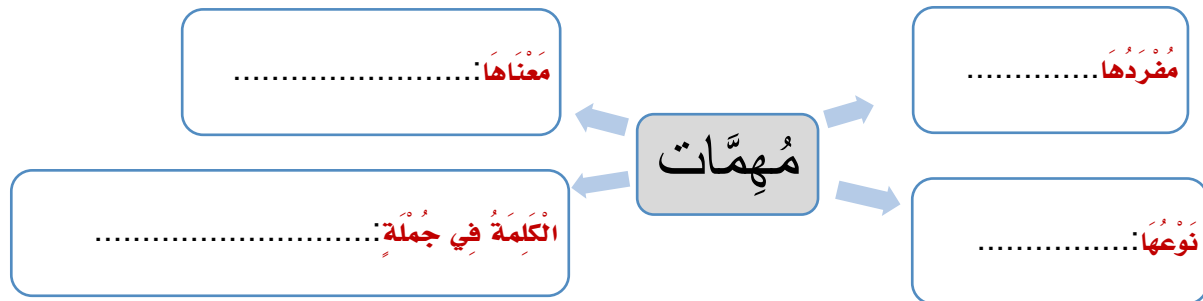 مُفْرَدُهَا..............
مَعْنَاهَا:.........................
مُهِمَّات
نَوْعُهَا:................
الْكَلِمَةُ فِي جُمْلَةٍ:.............................